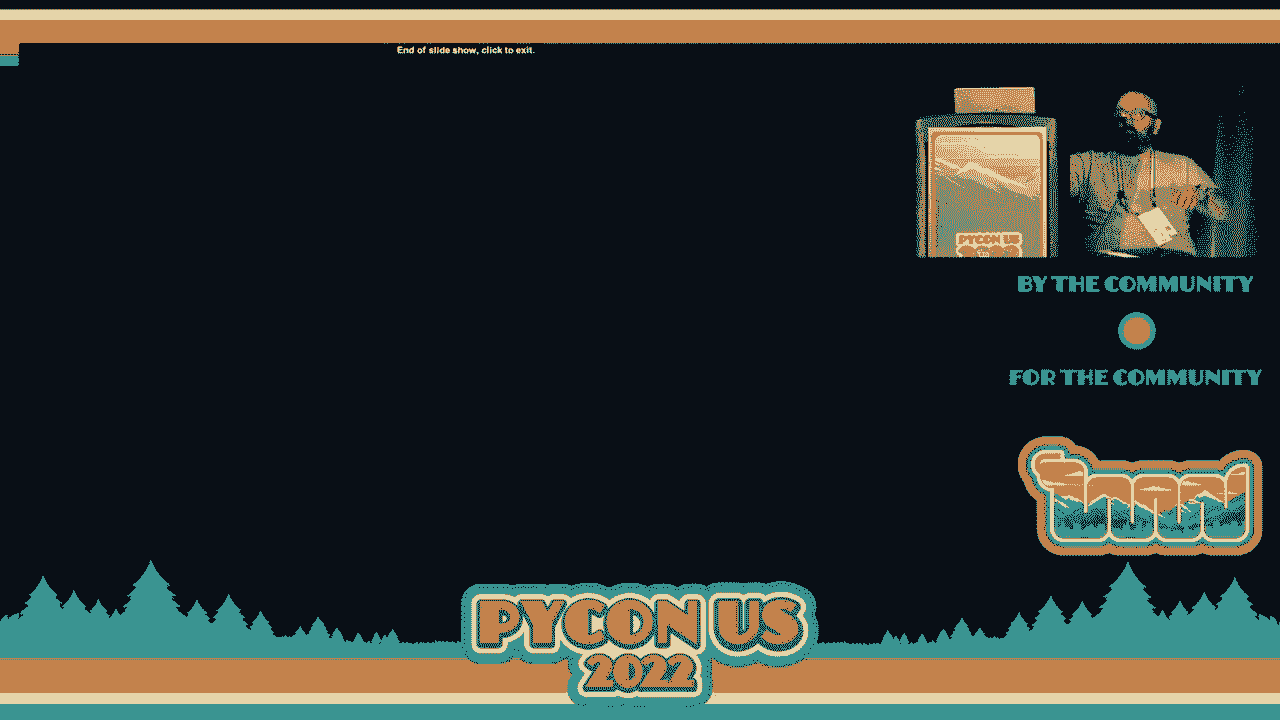 End of slide show, click to exit.
PYCON US
BY THE COMMUNITY
FOR THE COMMUNITY
PYCON US
2022